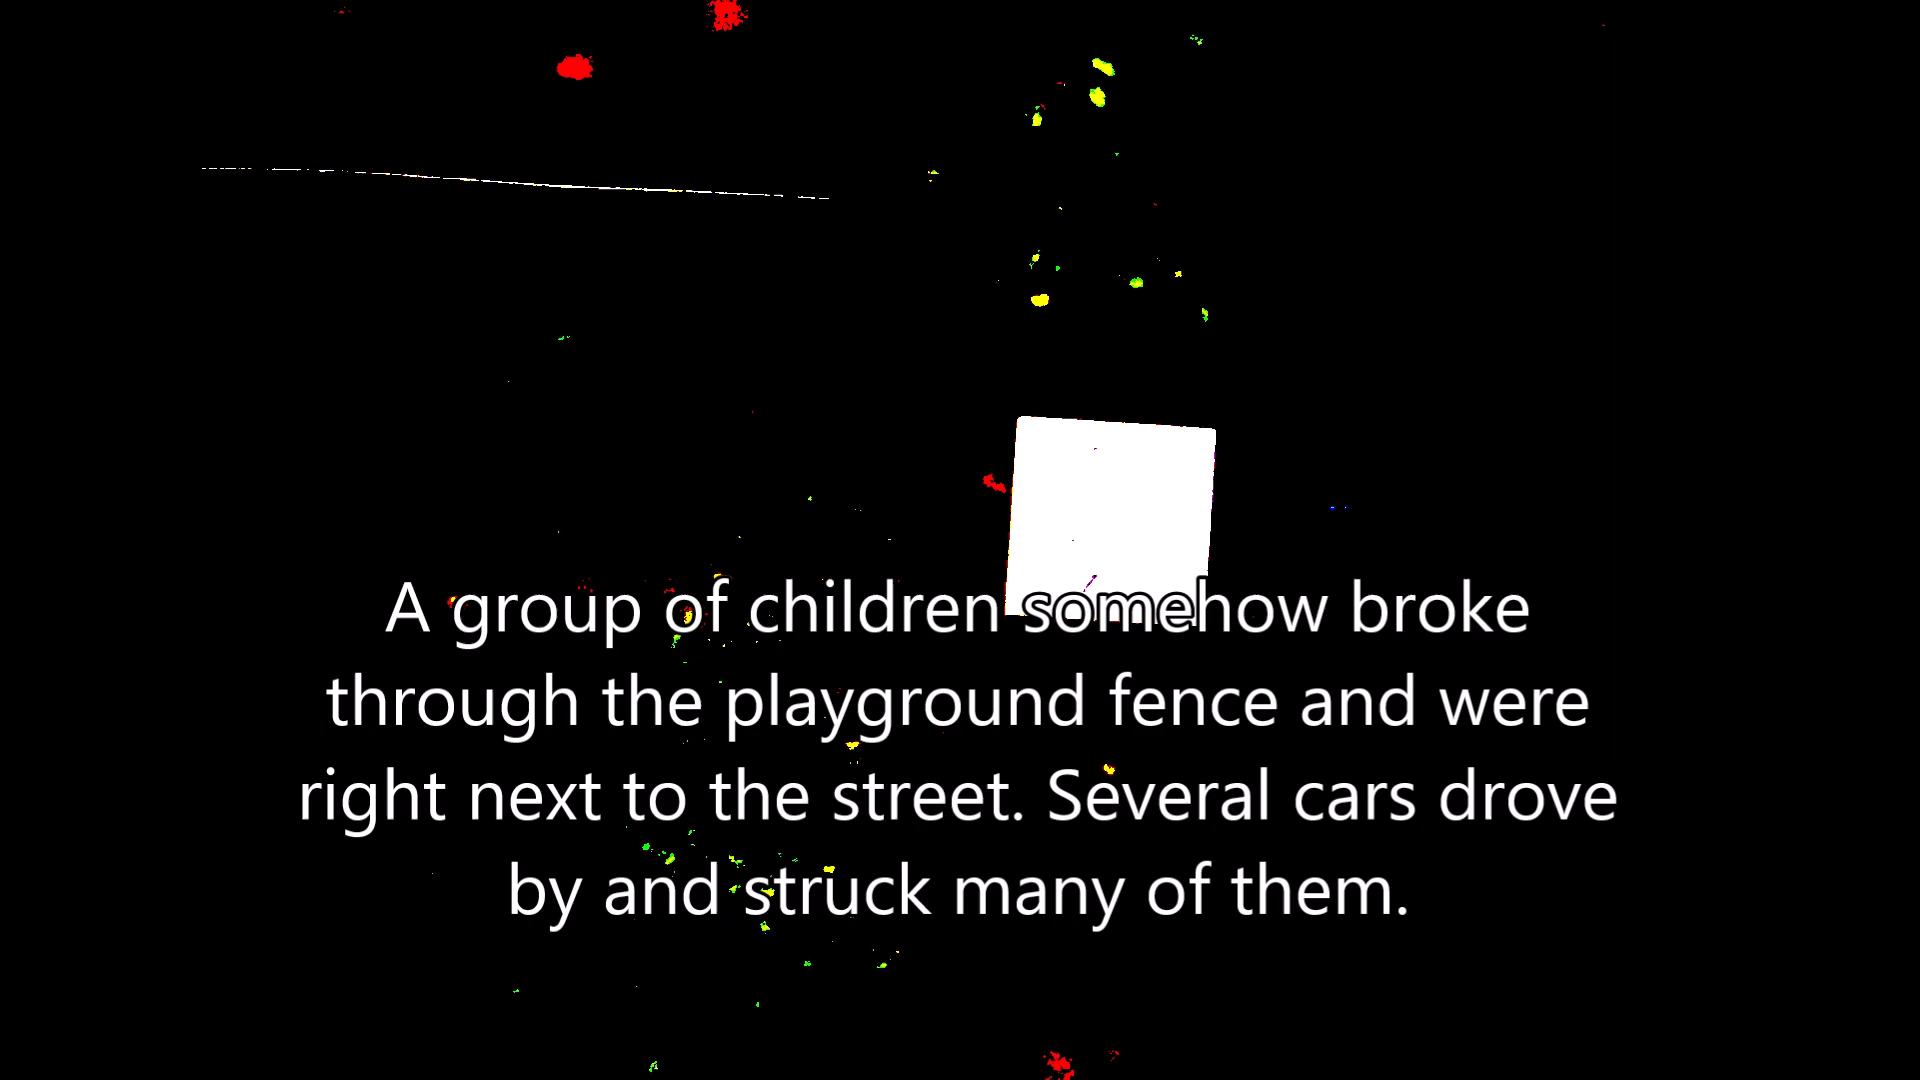 A group of children somehow broke
through the playground fence and were
right next to the street. Several cars drove
by and struck many of them.